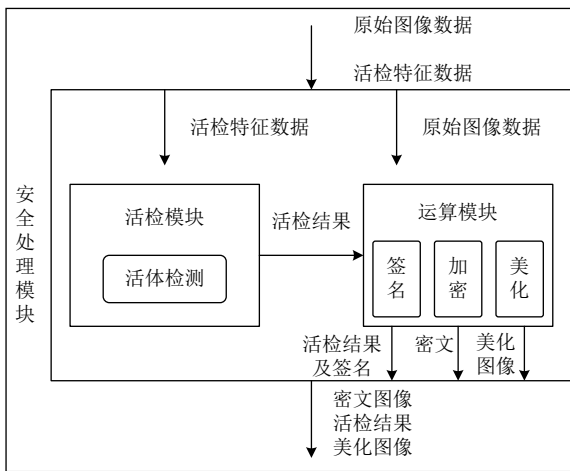 原始图像数据
活检特征数据
活检特征数据
原始图像数据
安全处理模块
活检模块
活体检测
活检结果
运算模块
签名
加密
美化
活检结果
及签名
密文
美化
图像
密文图像
活检结果
美化图像